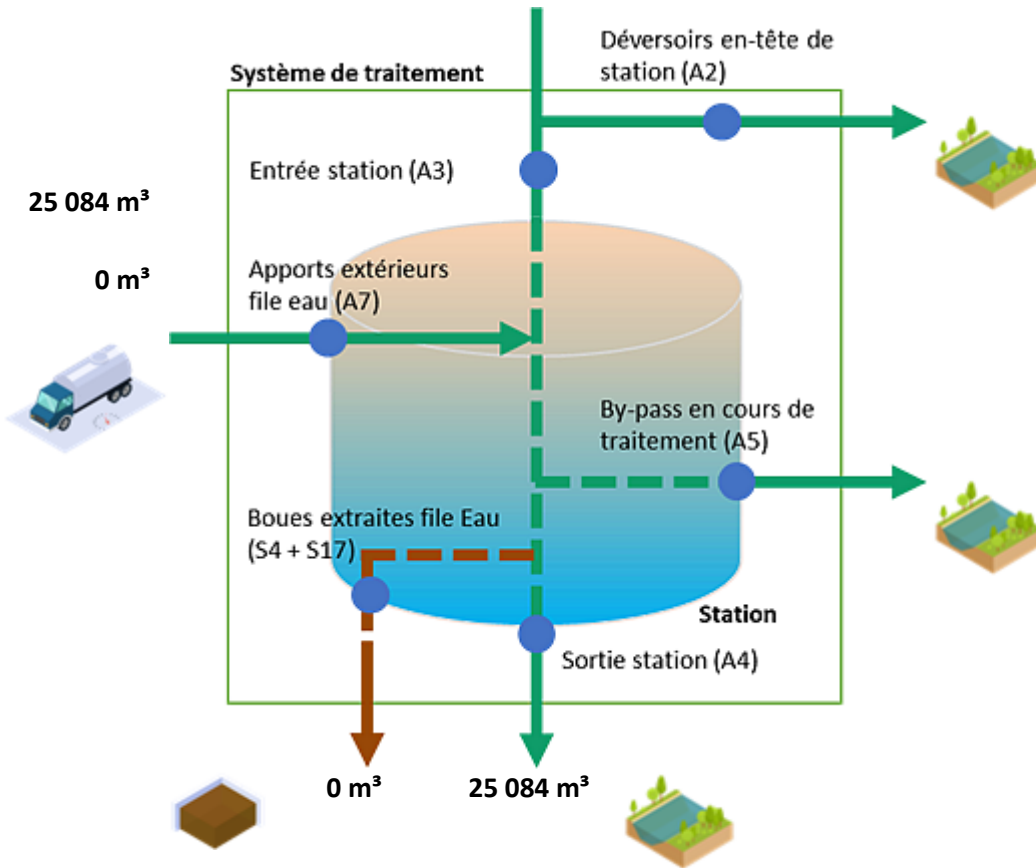 Déversoirs en-tête de
station (A2)
Système de traitement
Entrée station (A3)
25 084 m³
Apports extérieurs
file eau (A7)
0 m³
By-pass en cours de
traitement (A5)
Boues extraites file Eau
(S4 + S17)
Station
Sortie station (A4)
0 m³
25 084 m³